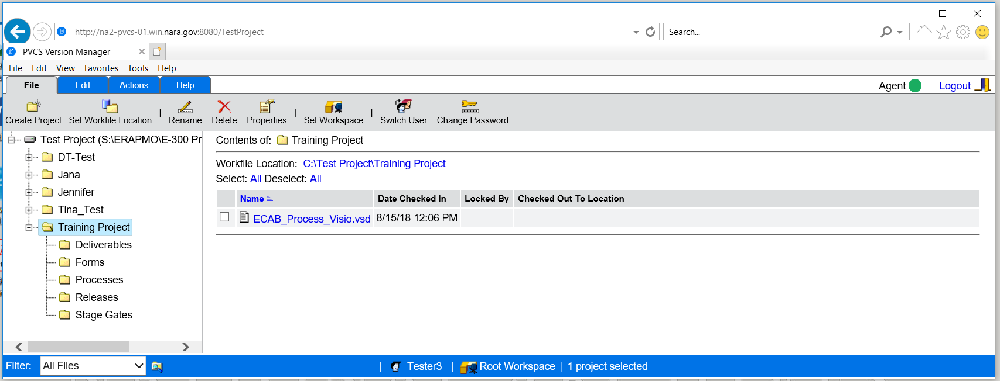 http://na2-pvcs-01.win.nara.gov:8080/TestProject
Search...
PVCS Version Manager
File Edit View Favorites Tools Help
File Edit Actions Help
Agent Logout
Create Project Set Workfile Location | Rename Delete Properties | Set Workspace | Switch User Change Password
Test Project (S:\ERAPMO\E-300 Pr
DT-Test
Jana
Jennifer
Tina_Test
Training Project
Deliverables
Forms
Processes
Releases
Stage Gates
Contents of: Training Project
Workfile Location: C:\Test Project\Training Project
Select: All Deselect: All
Name Date Checked In Locked By Checked Out To Location
ECAB_Process_Visio.vsd 8/15/18 12:06 PM
Filter: All Files
| Tester3 | Root Workspace | 1 project selected